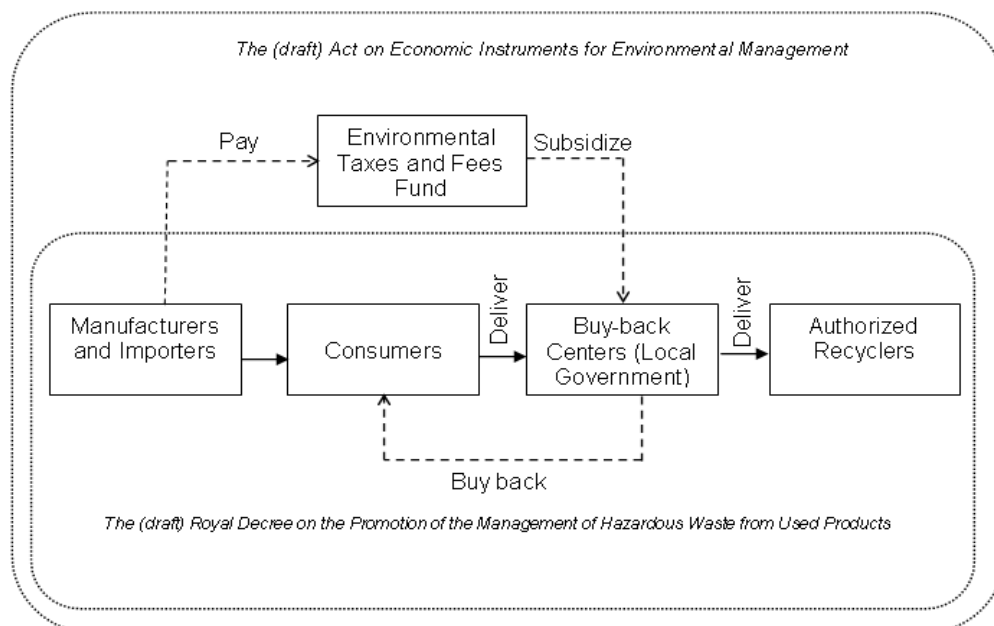 The (draft) Act on Economic Instruments for Environmental Management
Pay
Environmental
Taxes and Fees
Fund
Subsidize
Manufacturers
and Importers
Consumers
Deliver
Buy-back
Centers (Local
Government)
Deliver
Authorized
Recyclers
Buy back
The (draft) Royal Decree on the Promotion of the Management of Hazardous Waste from Used Products